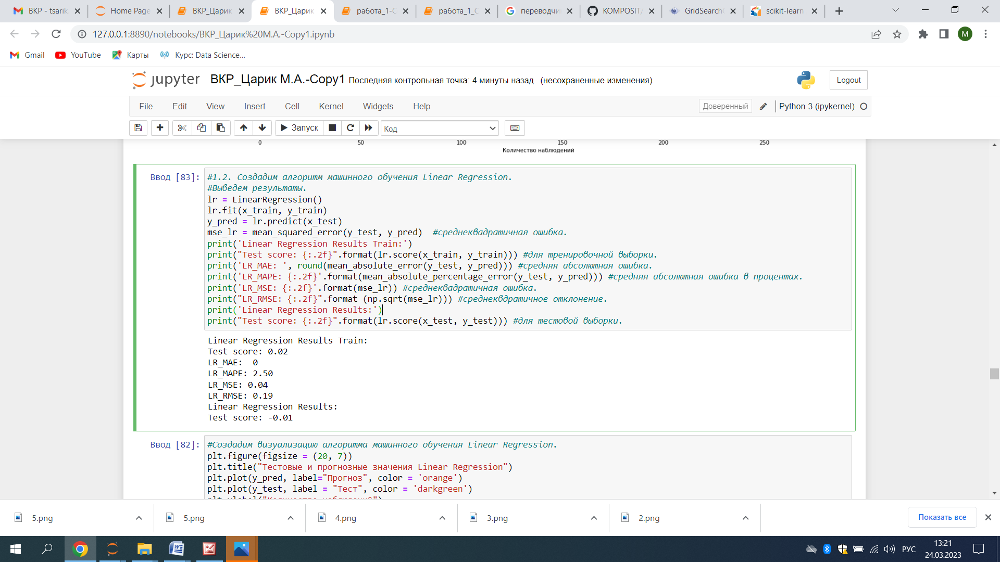 ВКР - tsarik
Home Page
ВКР_Царик
ВКР_Царик
работа_1-С
работа_1_С
переводчи
KOMPOSIT/
GridSearch
scikit-learn
127.0.0.1:8890/notebooks/ВКР_Царик%20М.А.-Copy1.ipynb
M
Gmail
YouTube
Карты
Курс: Data Science...
jupyter
ВКР_Царик М.А.-Copy1 Последняя контрольная точка: 4 минуты назад (несохраненные изменения)
Logout
File Edit View Insert Cell Kernel Widgets Help
Доверенный
Python 3 (ipykernel)
Запуск
Код
0 50 100 150 200 250
Количество наблюдений
Ввод [83]:
#1.2. Создадим алгоритм машинного обучения Linear Regression.
#Выведем результаты.
lr = LinearRegression()
lr.fit(x_train, y_train)
y_pred = lr.predict(x_test)
mse_lr = mean_squared_error(y_test, y_pred)  #среднеквадратичная ошибка.
print('Linear Regression Results Train:')
print("Test score: {:.2f}".format(lr.score(x_train, y_train))) #для тренировочной выборки.
print('LR_MAE: ', round(mean_absolute_error(y_test, y_pred))) #средняя абсолютная ошибка.
print('LR_MAPE: {:.2f}'.format(mean_absolute_percentage_error(y_test, y_pred))) #средняя абсолютная ошибка в процентах.
print('LR_MSE: {:.2f}'.format(mse_lr)) #среднеквадратичная ошибка.
print("LR_RMSE: {:.2f}".format (np.sqrt(mse_lr))) #среднеквдратичное отклонение.
print('Linear Regression Results:')
print("Test score: {:.2f}".format(lr.score(x_test, y_test))) #для тестовой выборки.
Linear Regression Results Train:
Test score: 0.02
LR_MAE:  0
LR_MAPE: 2.50
LR_MSE: 0.04
LR_RMSE: 0.19
Linear Regression Results:
Test score: -0.01
Ввод [82]:
#Создадим визуализацию алгоритма машинного обучения Linear Regression.
plt.figure(figsize = (20, 7))
plt.title("Тестовые и прогнозные значения Linear Regression")
plt.plot(y_pred, label="Прогноз", color = 'orange')
plt.plot(y_test, label = "Тест", color = 'darkgreen')
plt.xlabel("Количество наблюдений")
5.png
5.png
4.png
3.png
2.png
Показать все
РУС
13:21
24.03.2023